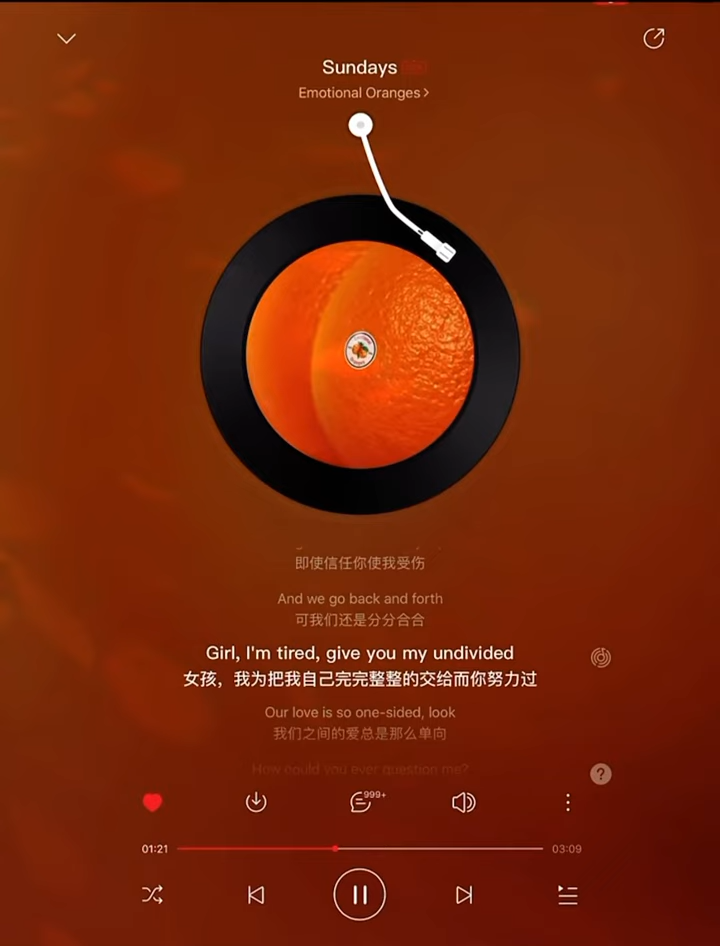 Sundays
Emotional Oranges
即使信任你使我受伤
And we go back and forth
可我们还是分分合合
Girl, I'm tired, give you my undivided
女孩，我为把我自己完完整整的交给而你努力过
Our love is so one-sided, look
我们之间的爱总是那么单向
How could you ever question me?
?
999+
01:21
03:09